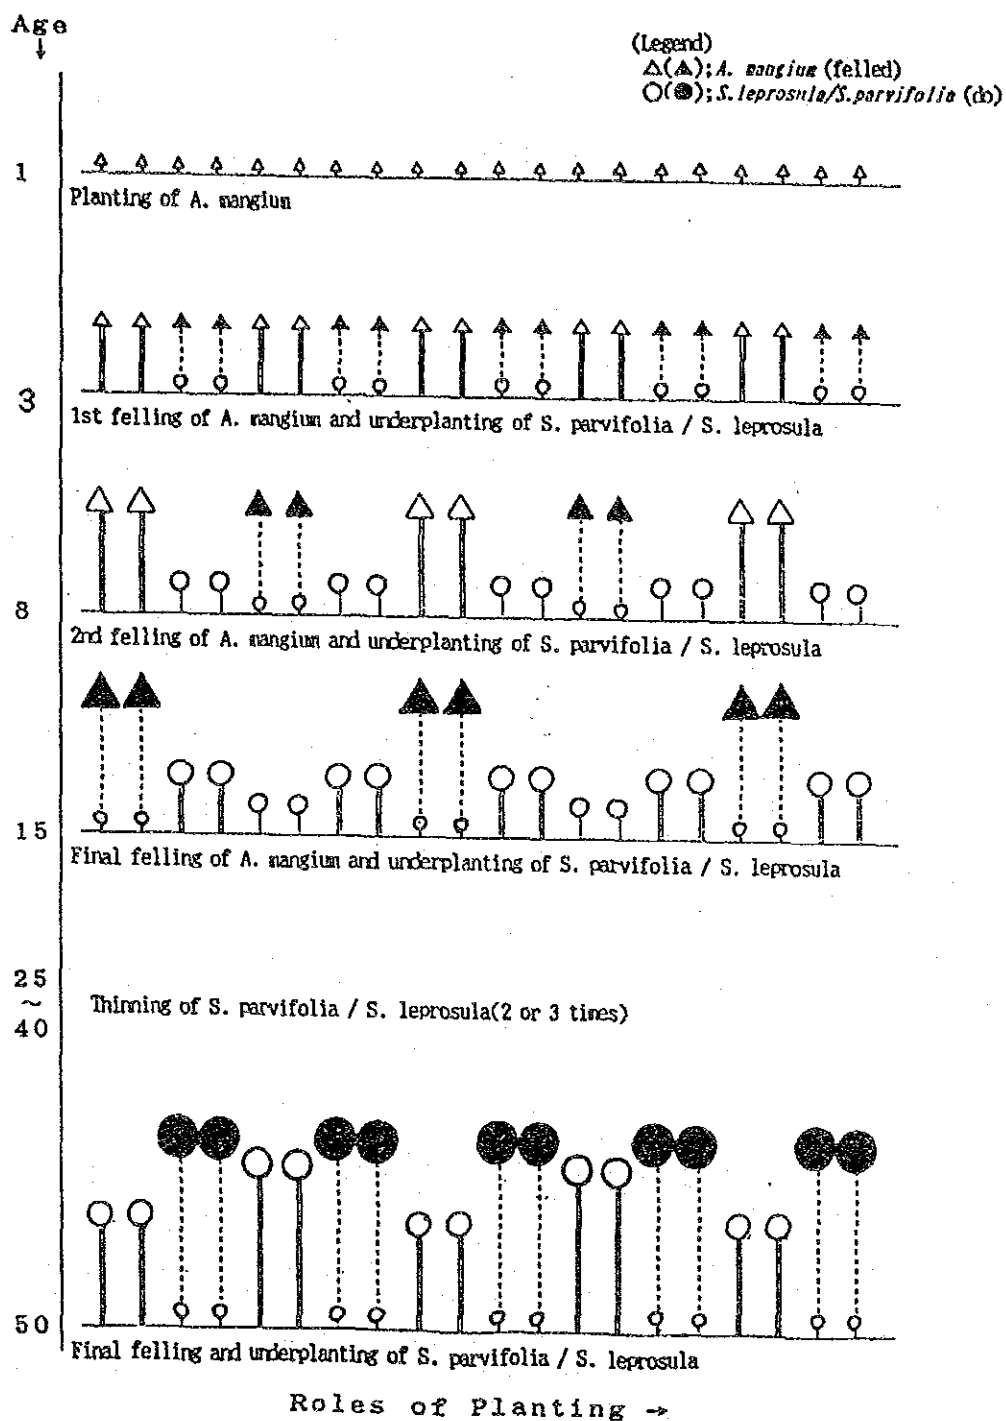 Age
↓
(Legend)
△(▲); A. mangium (felled)
○(●); S. leprosula/S. parvifolia (do)
1
Planting of A. mangium
3
1st felling of A. mangium and underplanting of S. parvifolia / S. leprosula
8
2nd felling of A. mangium and underplanting of S. parvifolia / S. leprosula
15
Final felling of A. mangium and underplanting of S. parvifolia / S. leprosula
25
~
40
Thinning of S. parvifolia / S. leprosula(2 or 3 times)
50
Final felling and underplanting of S. parvifolia / S. leprosula
Roles of Planting →